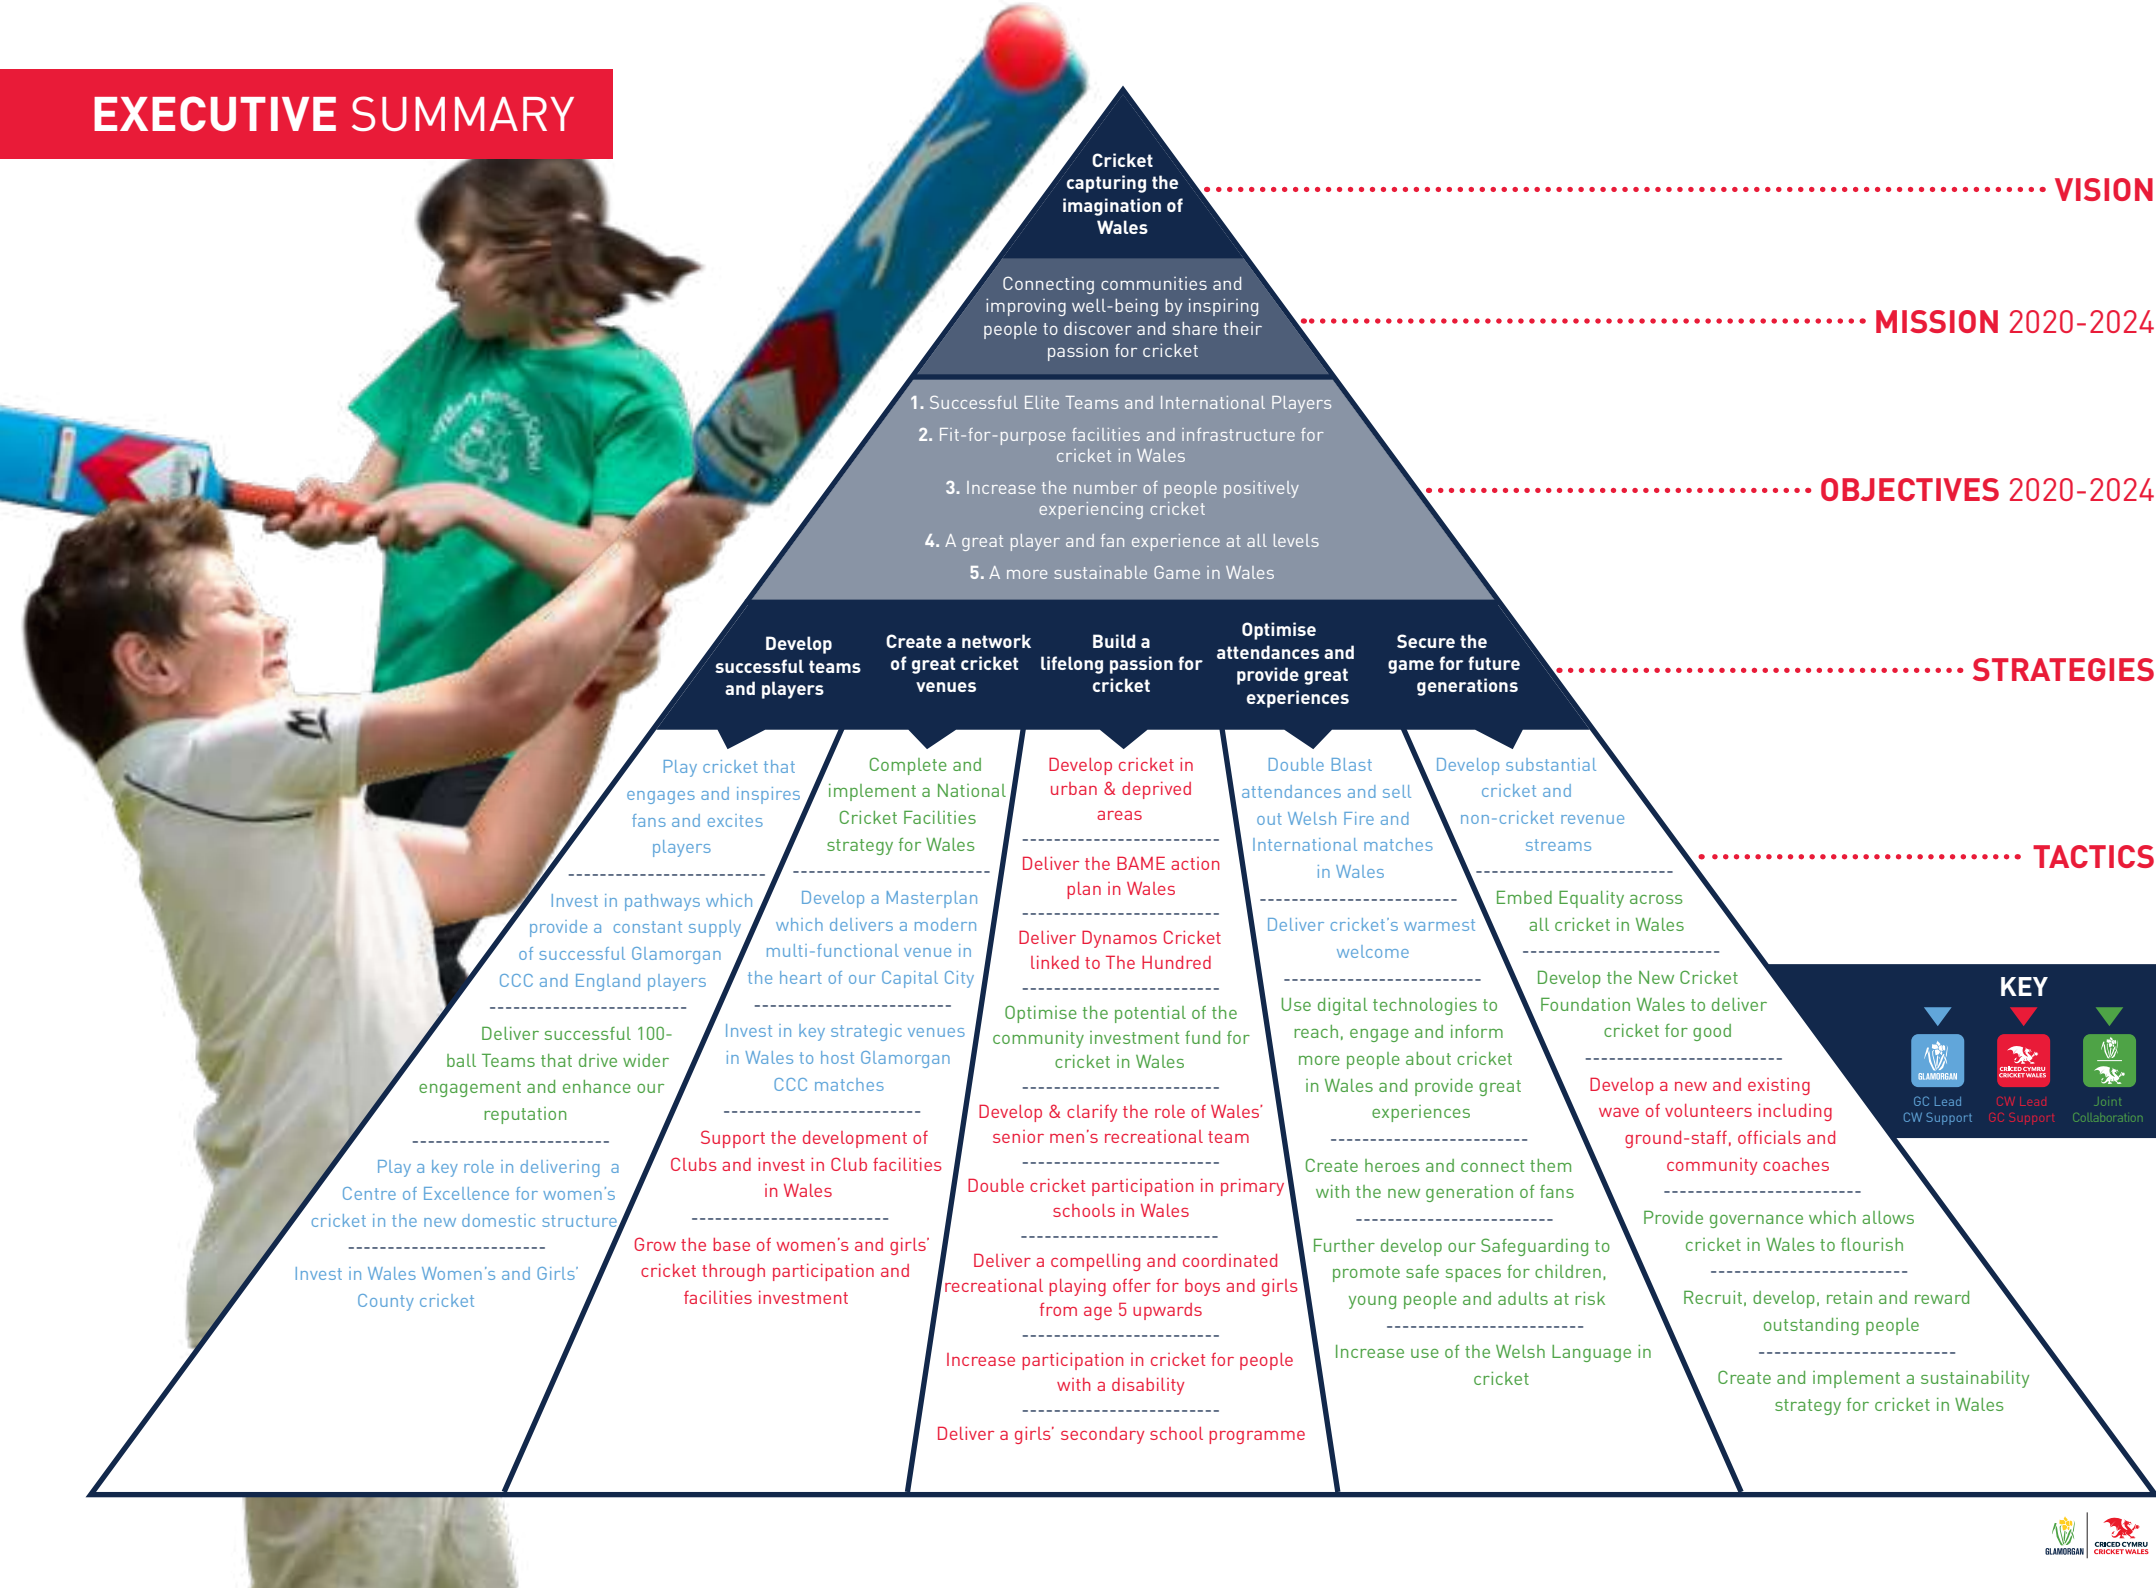 EXECUTIVE SUMMARY
Cricket
capturing the
imagination of
Wales
VISION
Connecting communities and
improving well-being by inspiring
people to discover and share their
passion for cricket
MISSION 2020-2024
1. Successful Elite Teams and International Players
2. Fit-for-purpose facilities and infrastructure for
cricket in Wales
3. Increase the number of people positively
experiencing cricket
4. A great player and fan experience at all levels
5. A more sustainable Game in Wales
OBJECTIVES 2020-2024
Develop
successful teams
and players
Create a network
of great cricket
venues
Build a
lifelong passion for
cricket
Optimise
attendances and
provide great
experiences
Secure the
game for future
generations
STRATEGIES
Play cricket that
engages and inspires
fans and excites
players
Invest in pathways which
provide a constant supply
of successful Glamorgan
CCC and England players
Deliver successful 100-
ball Teams that drive wider
engagement and enhance our
reputation
Play a key role in delivering a
Centre of Excellence for women's
cricket in the new domestic structure
Invest in Wales Women's and Girls'
County cricket
Complete and
implement a National
Cricket Facilities
strategy for Wales
Develop a Masterplan
which delivers a modern
multi-functional venue in
the heart of our Capital City
Invest in key strategic venues
in Wales to host Glamorgan
CCC matches
Support the development of
Clubs and invest in Club facilities
in Wales
Grow the base of women's and girls'
cricket through participation and
facilities investment
Develop cricket in
urban & deprived
areas
Deliver the BAME action
plan in Wales
Deliver Dynamos Cricket
linked to The Hundred
Optimise the potential of the
community investment fund for
cricket in Wales
Develop & clarify the role of Wales'
senior men's recreational team
Double cricket participation in primary
schools in Wales
Deliver a compelling and coordinated
recreational playing offer for boys and girls
from age 5 upwards
Increase participation in cricket for people
with a disability
Deliver a girls' secondary school programme
Double Blast
attendances and sell
out Welsh Fire and
International matches
in Wales
Deliver cricket's warmest
welcome
Use digital technologies to
reach, engage and inform
more people about cricket
in Wales and provide great
experiences
Create heroes and connect them
with the new generation of fans
Further develop our Safeguarding to
promote safe spaces for children,
young people and adults at risk
Increase use of the Welsh Language in
cricket
Develop substantial
cricket and
non-cricket revenue
streams
Embed Equality across
all cricket in Wales
Develop the New Cricket
Foundation Wales to deliver
cricket for good
Develop a new and existing
wave of volunteers including
ground-staff, officials and
community coaches
Provide governance which allows
cricket in Wales to flourish
Recruit, develop, retain and reward
outstanding people
Create and implement a sustainability
strategy for cricket in Wales
TACTICS
KEY
GLAMORGAN
CRICED CYMRU
CRICKET WALES
GC Lead
CW Support
CW Lead
GC Support
Joint
Collaboration
GLAMORGAN
CRICED CYMRU
CRICKET WALES